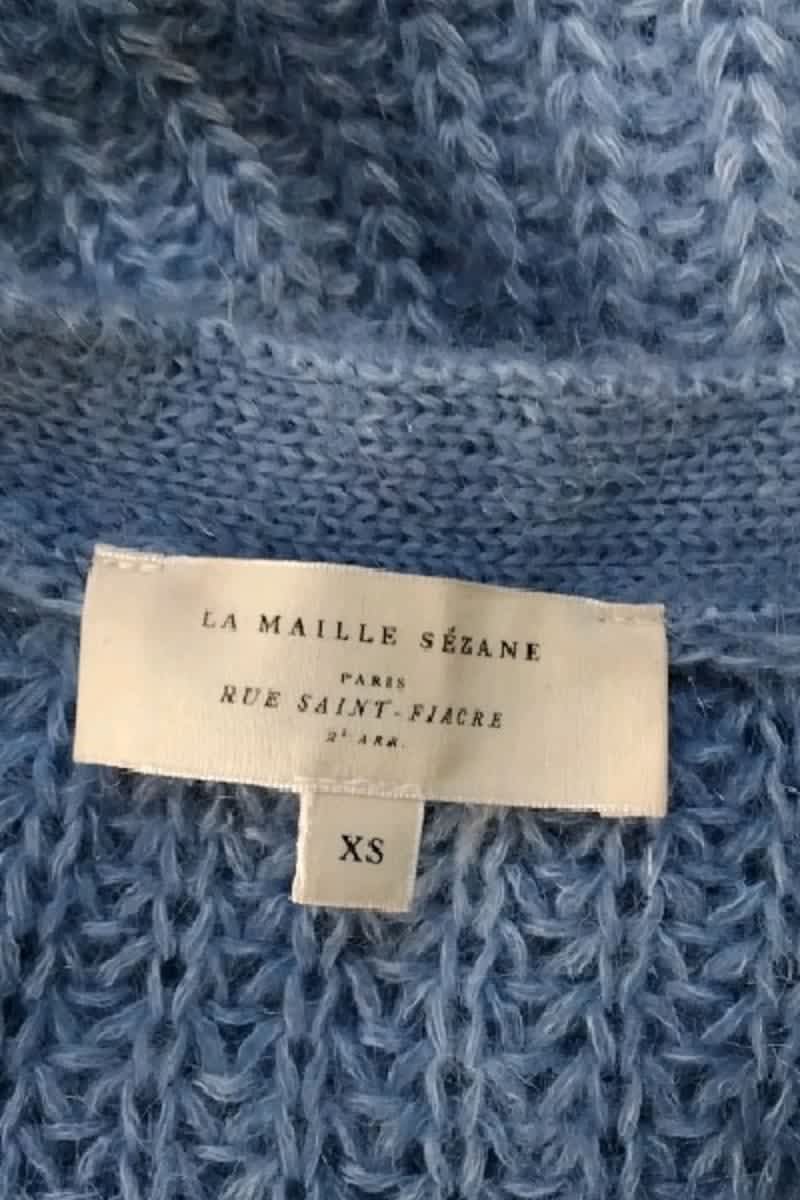 LA MAILLE SÉZANE
PARIS
RUE SAINT-FIACRE
2E ARR.
XS